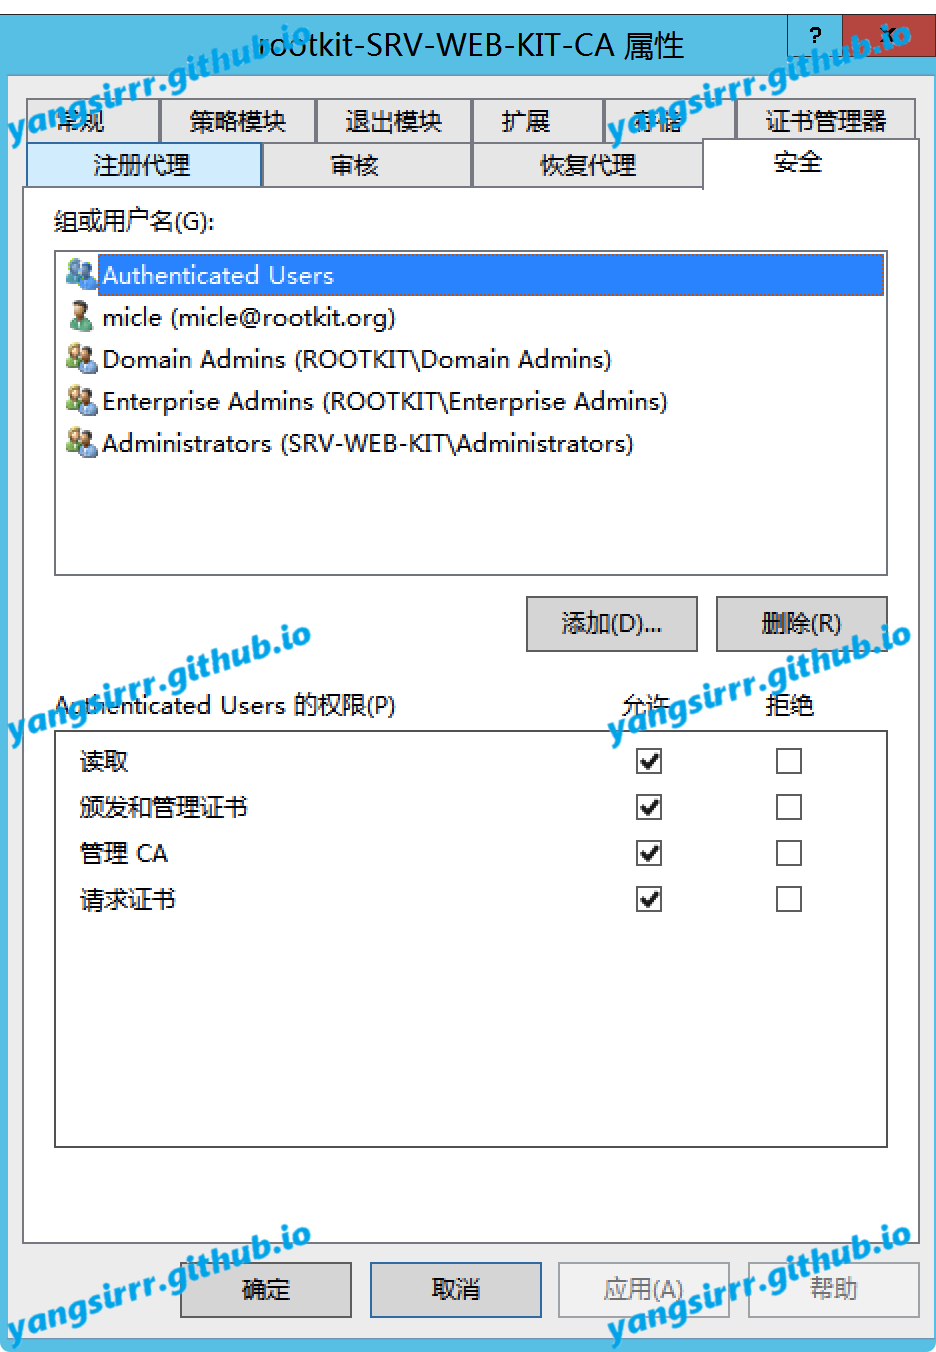 rootkit-SRV-WEB-KIT-CA 属性
?
x
常规 策略模块 退出模块 扩展 存储 证书管理器
注册代理 审核 恢复代理 安全
组或用户名(G):
Authenticated Users
micle (micle@rootkit.org)
Domain Admins (ROOTKIT\Domain Admins)
Enterprise Admins (ROOTKIT\Enterprise Admins)
Administrators (SRV-WEB-KIT\Administrators)
添加(D)... 删除(R)
Authenticated Users 的权限(P) 允许 拒绝
读取
颁发和管理证书
管理 CA
请求证书
确定 取消 应用(A) 帮助
yangsirrr.github.io
yangsirrr.github.io
yangsirrr.github.io
yangsirrr.github.io
yangsirrr.github.io
yangsirrr.github.io